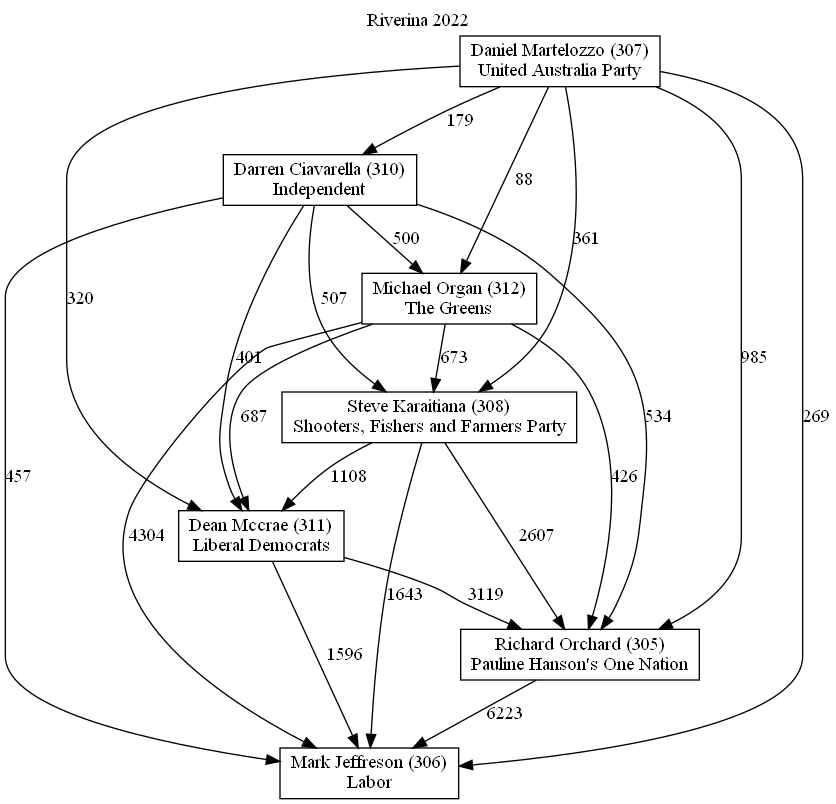 Riverina 2022
Daniel Martelozzo (307)
United Australia Party
179
Darren Ciavarella (310)
Independent
88
500
361
Michael Organ (312)
The Greens
320
507
401
673
985
Steve Karaitiana (308)
Shooters, Fishers and Farmers Party
687
534
269
457
1108
426
Dean Mccrae (311)
Liberal Democrats
4304
2607
1643
3119
Richard Orchard (305)
Pauline Hanson's One Nation
1596
6223
Mark Jeffreson (306)
Labor